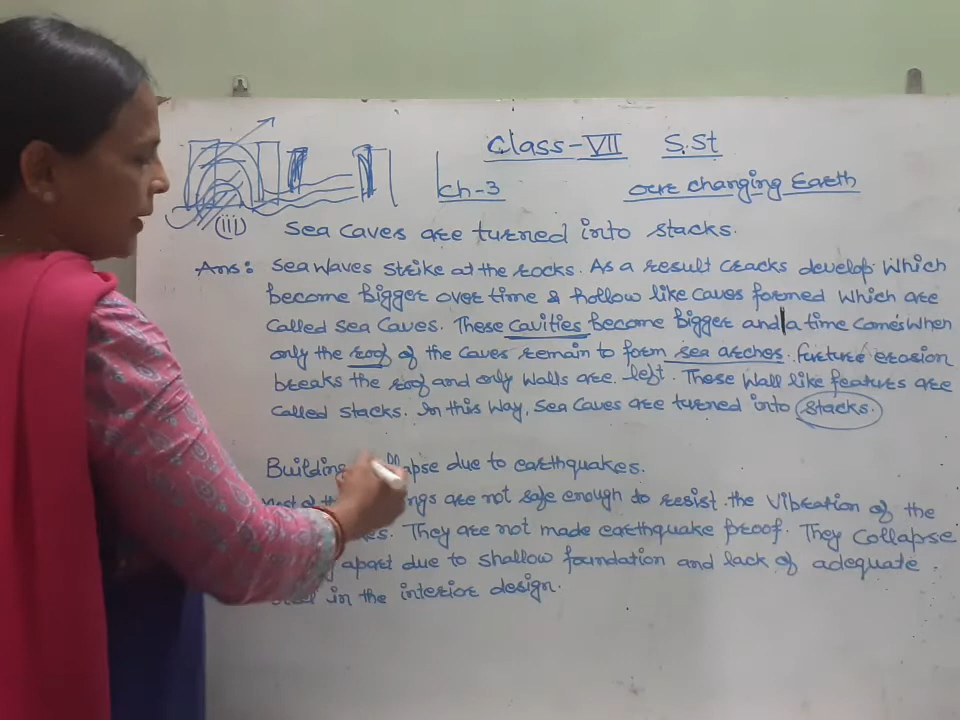 Class-VII S.St
Ch-3 our changing Earth
(iii) Sea caves are turned into stacks.
Ans: Sea waves strike at the rocks. As a result cracks develop which
become bigger over time & hollow like caves formed which are
called sea caves. These cavities become bigger and a time comes when
only the roof of the caves remain to form sea arches. furture erosion
breaks the roof and only walls are left. These wall like features are
called stacks. In this way, sea caves are turned into stacks.
Building due to earthquakes.
are not safe enough to resist the vibration of the
They are not made earthquake proof. They collapse
apart due to shallow foundation and lack of adequate
in the interior design.